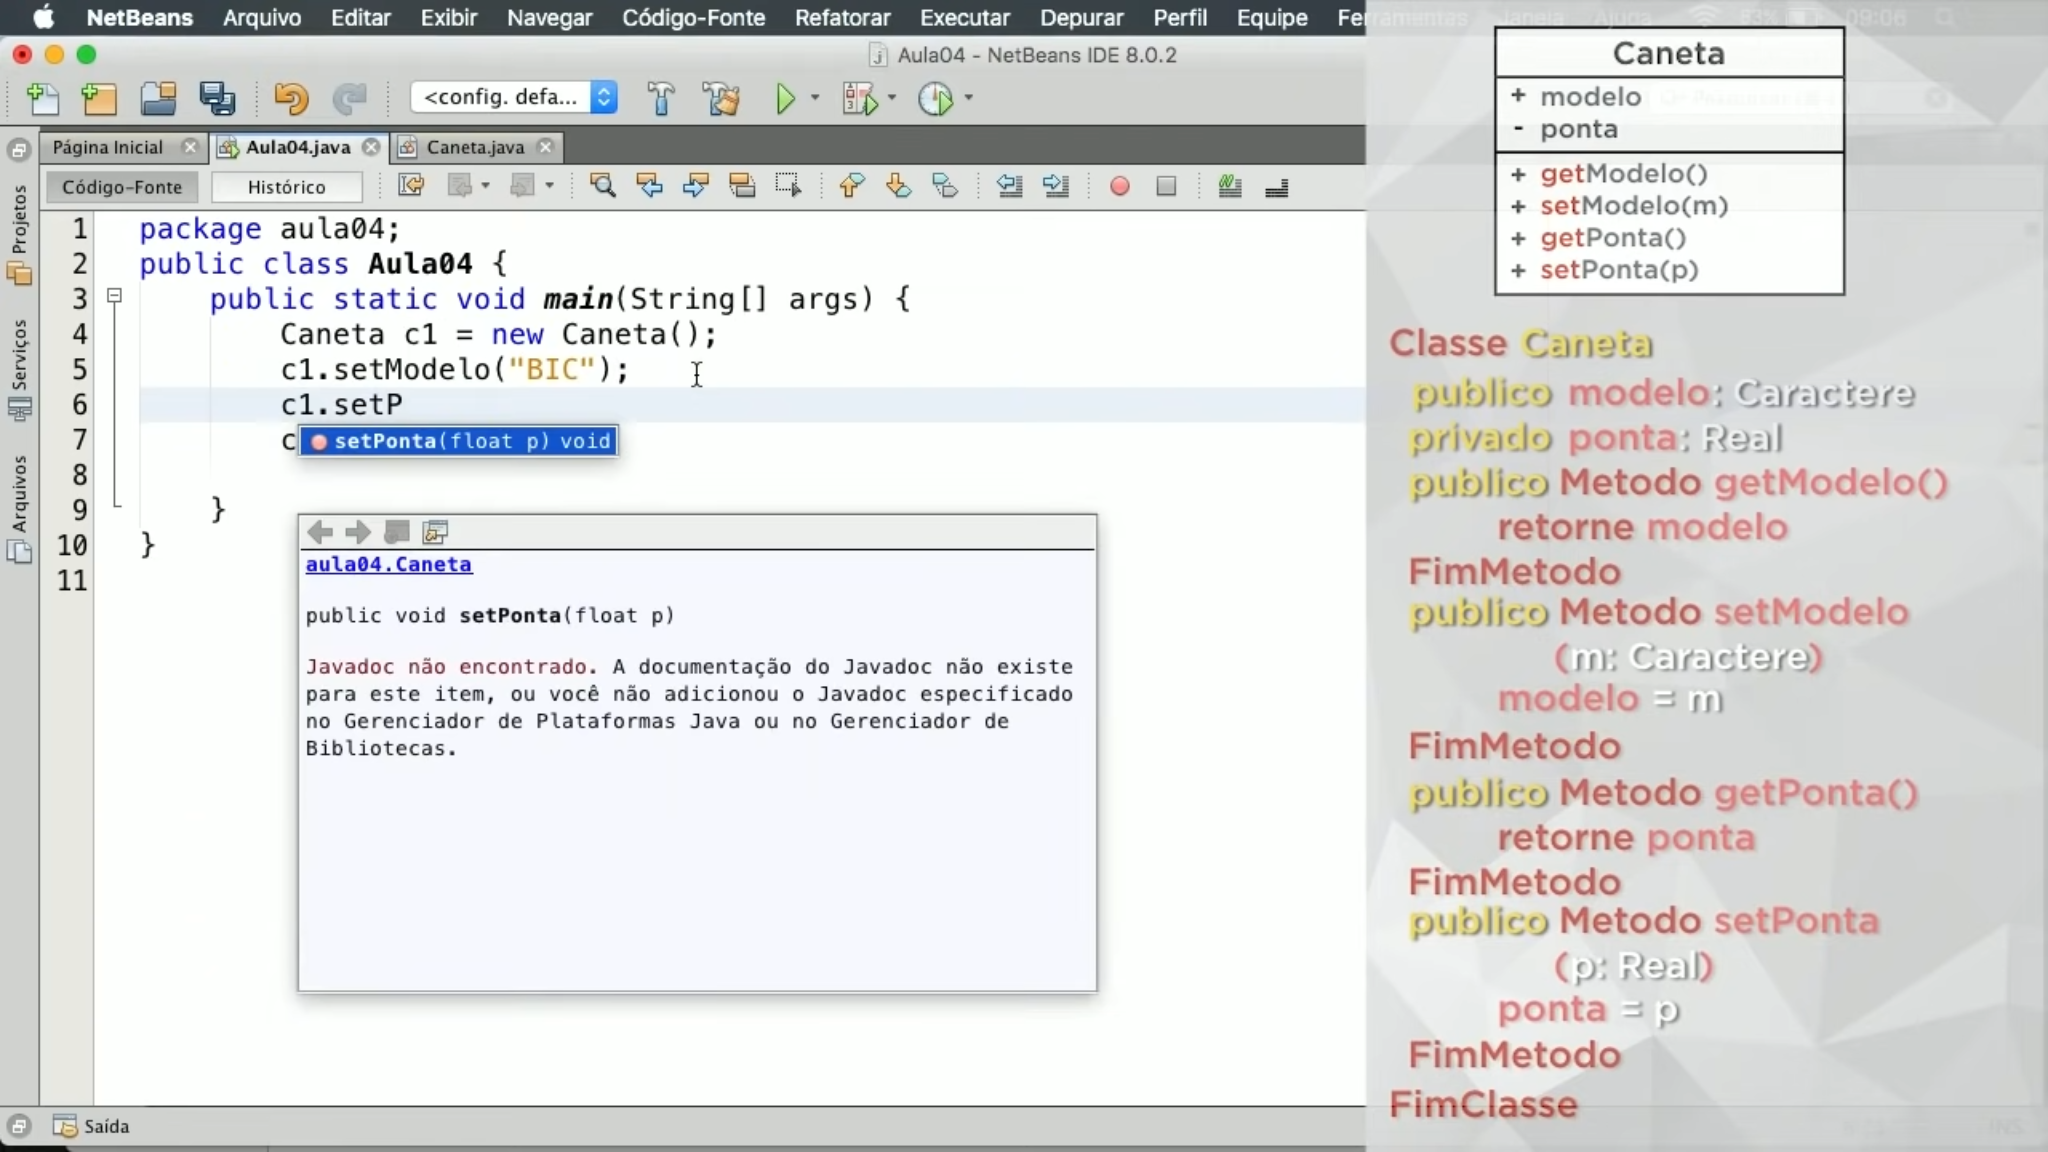 NetBeans Arquivo Editar Exibir Navegar Código-Fonte Refatorar Executar Depurar Perfil Equipe Ferramentas Janela Ajuda 83% 09:06
Aula04 - NetBeans IDE 8.0.2
<config. defa...
Página Inicial Aula04.java Caneta.java
Código-Fonte Histórico
Projetos
Serviços
Arquivos
1 package aula04;
2 public class Aula04 {
3 public static void main(String[] args) {
4 Caneta c1 = new Caneta();
5 c1.setModelo("BIC");
6 c1.setP
7 c setPonta(float p) void
8
9 }
10 }
11
aula04.Caneta
public void setPonta(float p)
Javadoc não encontrado. A documentação do Javadoc não existe
para este item, ou você não adicionou o Javadoc especificado
no Gerenciador de Plataformas Java ou no Gerenciador de
Bibliotecas.
Saída
Caneta
+ modelo
- ponta
+ getModelo()
+ setModelo(m)
+ getPonta()
+ setPonta(p)
Classe Caneta
publico modelo: Caractere
privado ponta: Real
publico Metodo getModelo()
retorne modelo
FimMetodo
publico Metodo setModelo
(m: Caractere)
modelo = m
FimMetodo
publico Metodo getPonta()
retorne ponta
FimMetodo
publico Metodo setPonta
(p: Real)
ponta = p
FimMetodo
FimClasse